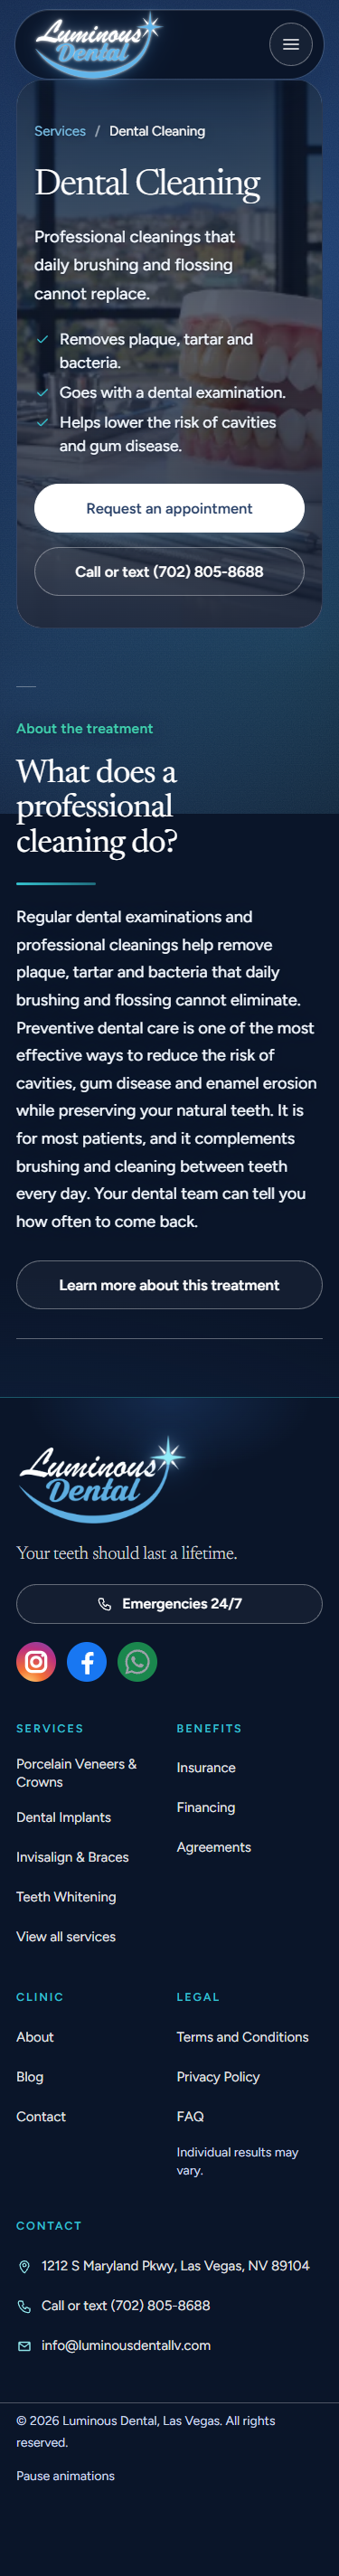 Luminous
Dental
Services / Dental Cleaning
Dental Cleaning
Professional cleanings that
daily brushing and flossing
cannot replace.
Removes plaque, tartar and
bacteria.
Goes with a dental examination.
Helps lower the risk of cavities
and gum disease.
Request an appointment
Call or text (702) 805-8688
About the treatment
What does a
professional
cleaning do?
Regular dental examinations and
professional cleanings help remove
plaque, tartar and bacteria that daily
brushing and flossing cannot eliminate.
Preventive dental care is one of the most
effective ways to reduce the risk of
cavities, gum disease and enamel erosion
while preserving your natural teeth. It is
for most patients, and it complements
brushing and cleaning between teeth
every day. Your dental team can tell you
how often to come back.
Learn more about this treatment
Luminous
Dental
Your teeth should last a lifetime.
Emergencies 24/7
SERVICES
Porcelain Veneers &
Crowns
Dental Implants
Invisalign & Braces
Teeth Whitening
View all services
BENEFITS
Insurance
Financing
Agreements
CLINIC
About
Blog
Contact
LEGAL
Terms and Conditions
Privacy Policy
FAQ
Individual results may
vary.
CONTACT
1212 S Maryland Pkwy, Las Vegas, NV 89104
Call or text (702) 805-8688
info@luminousdentallv.com
© 2026 Luminous Dental, Las Vegas. All rights
reserved.
Pause animations